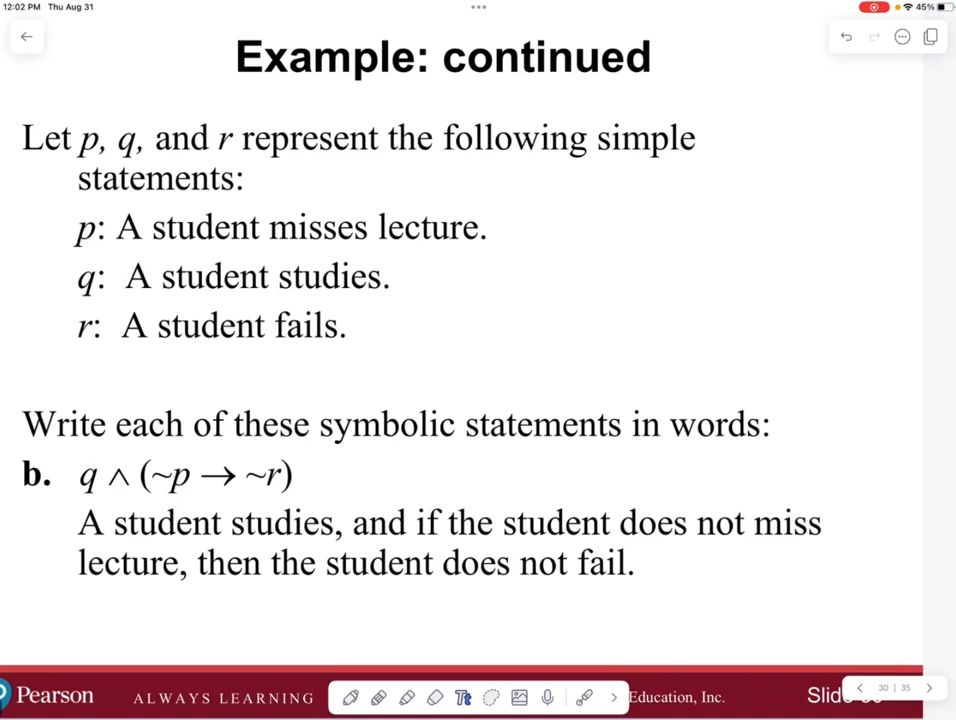 12:02 PM Thu Aug 31
45%
Example: continued
Let p, q, and r represent the following simple
statements:
p: A student misses lecture.
q: A student studies.
r: A student fails.
Write each of these symbolic statements in words:
b. q ∧ (~p → ~r)
A student studies, and if the student does not miss
lecture, then the student does not fail.
Pearson ALWAYS LEARNING Tt Education, Inc. 30 | 35